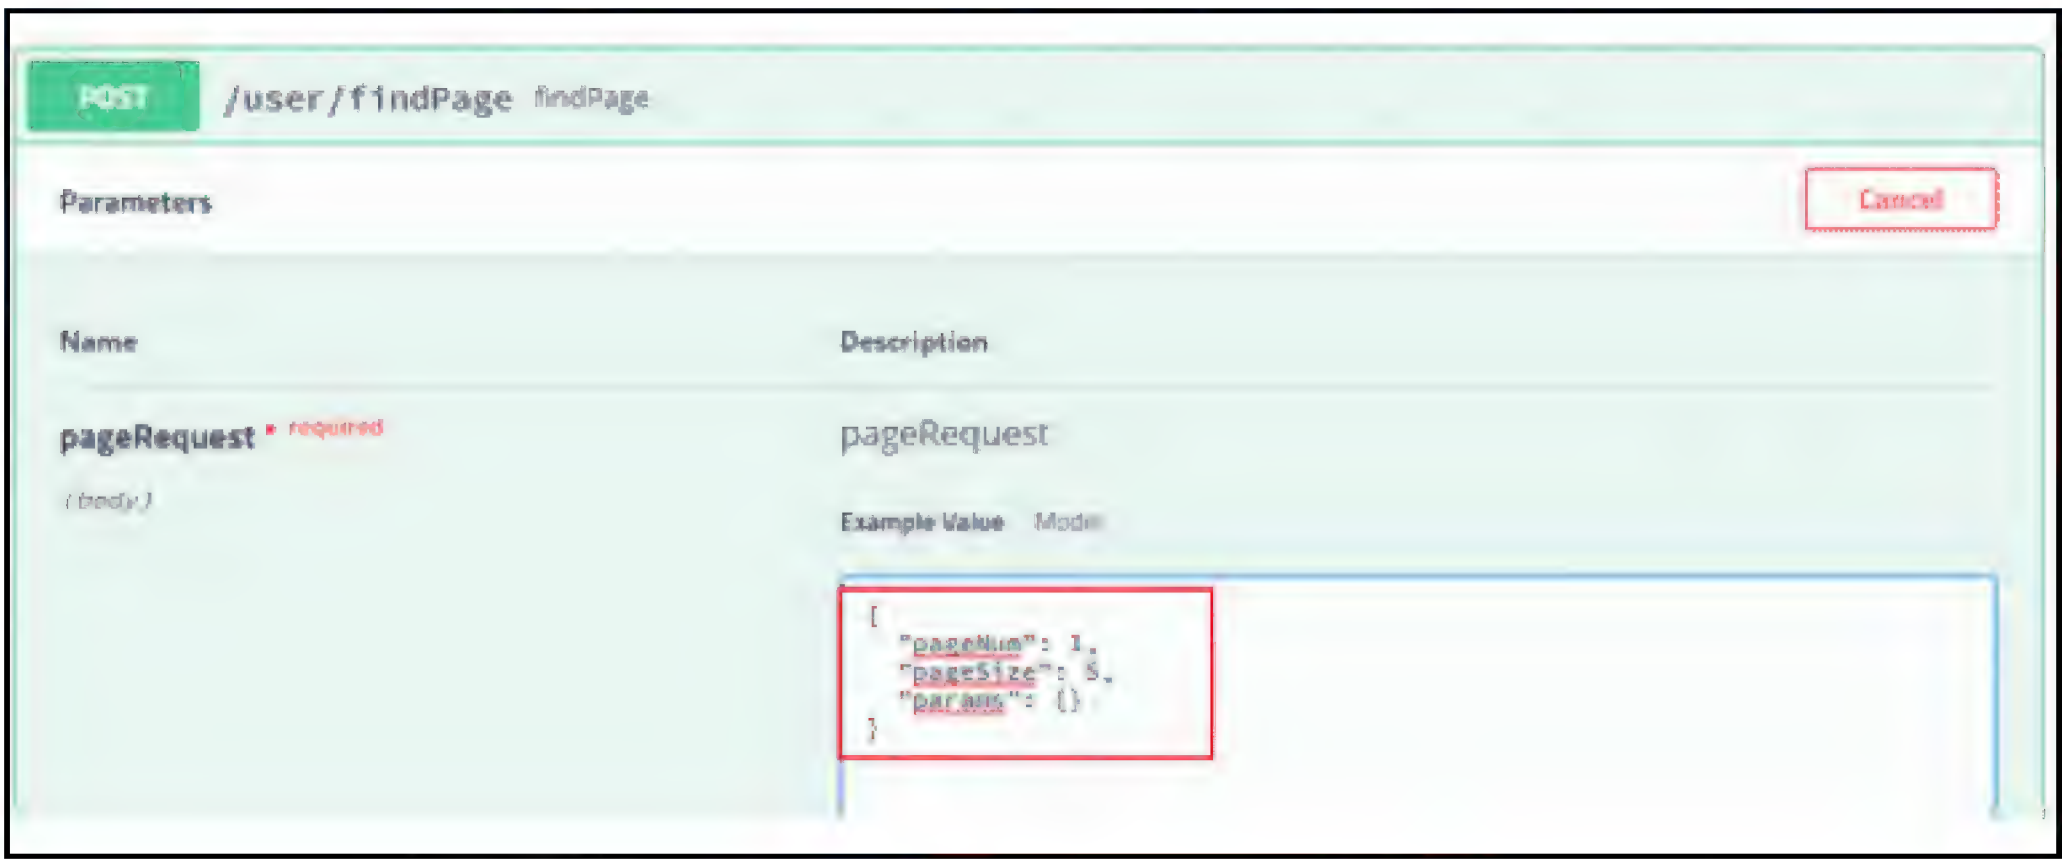 POST /user/findPage findPage
Parameters Cancel
Name Description
pageRequest * required pageRequest
(body)
Example Value Model
{
"pageNum": 1,
"pageSize": 5,
"params": {}
}